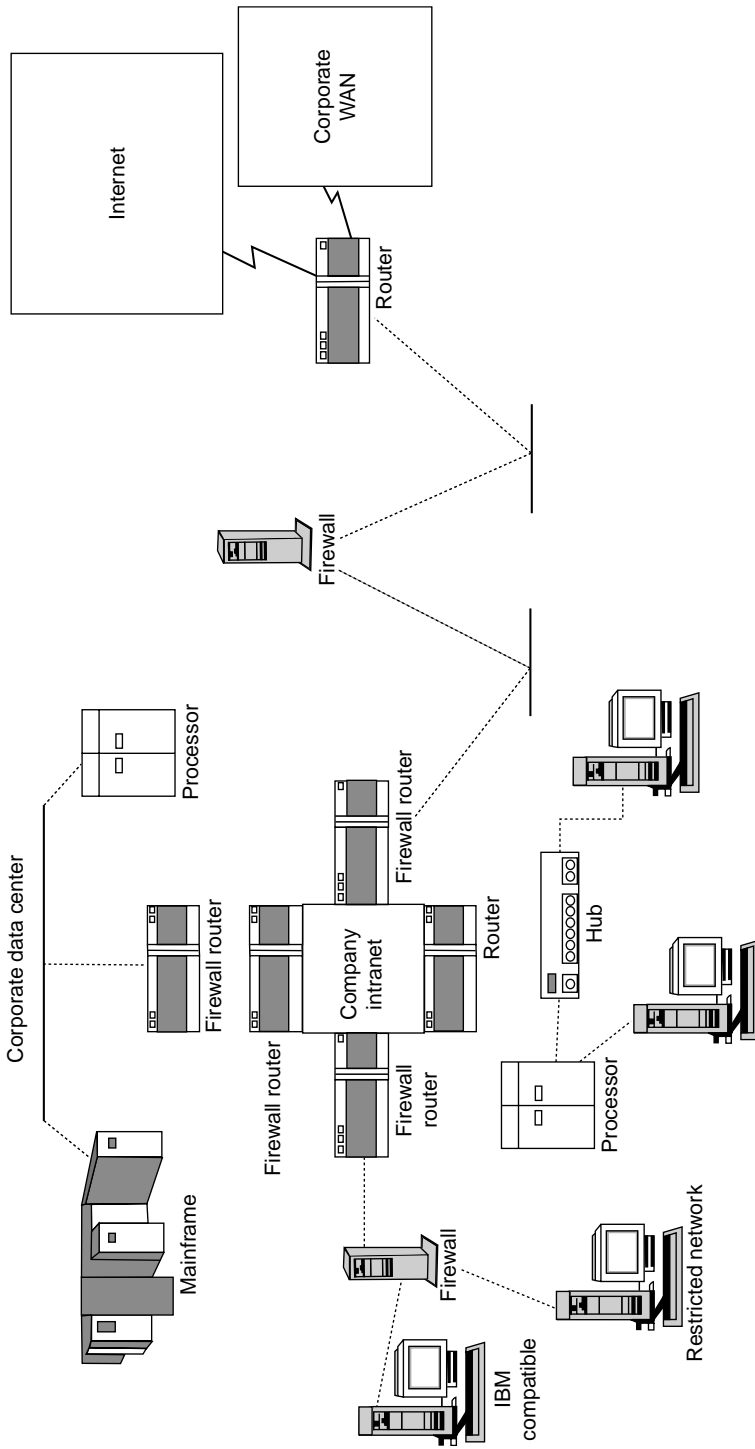 Internet
Corporate
WAN
Router
Firewall
Corporate data center
Processor
Firewall router
Mainframe
Firewall router
Firewall router
Company
intranet
Router
Firewall
router
Hub
Processor
Firewall
IBM
compatible
Restricted network